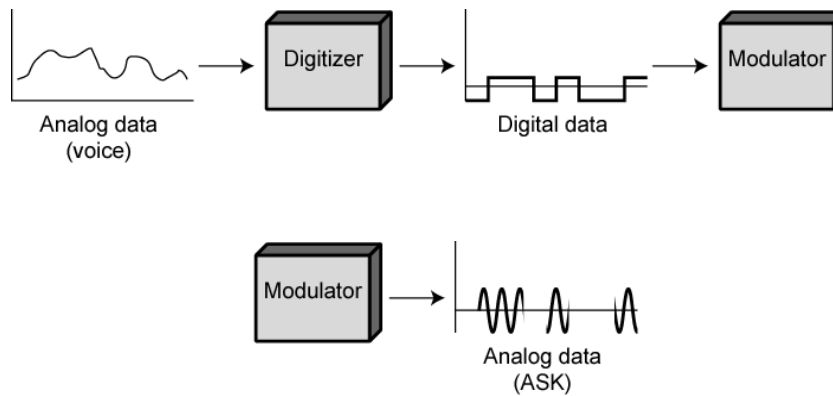 Digitizer
Modulator
Analog data
(voice)
Digital data
Modulator
Analog data
(ASK)